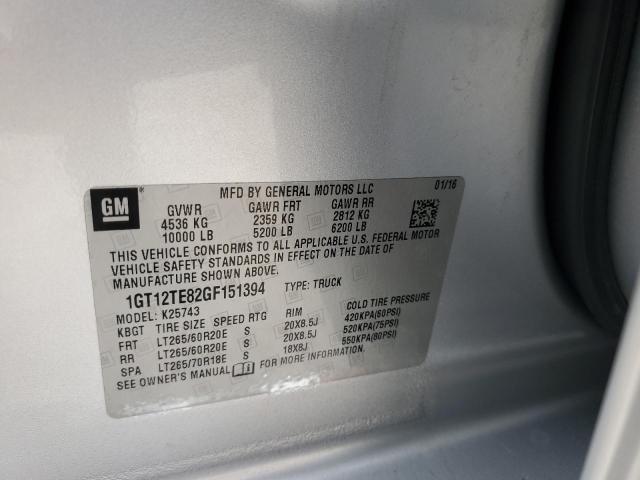 GM
MFD BY GENERAL MOTORS LLC 01/16
GVWR GAWR FRT GAWR RR
4536 KG 2359 KG 2812 KG
10000 LB 5200 LB 6200 LB
THIS VEHICLE CONFORMS TO ALL APPLICABLE U.S. FEDERAL MOTOR
VEHICLE SAFETY STANDARDS IN EFFECT ON THE DATE OF
MANUFACTURE SHOWN ABOVE.
1GT12TE82GF151394 TYPE: TRUCK
MODEL: K25743
KBGT TIRE SIZE SPEED RTG RIM COLD TIRE PRESSURE
FRT LT265/60R20E S 20X8.5J 420KPA(60PSI)
RR LT265/60R20E S 20X8.5J 520KPA(75PSI)
SPA LT265/70R18E S 18X8J 550KPA(80PSI)
SEE OWNER'S MANUAL FOR MORE INFORMATION.